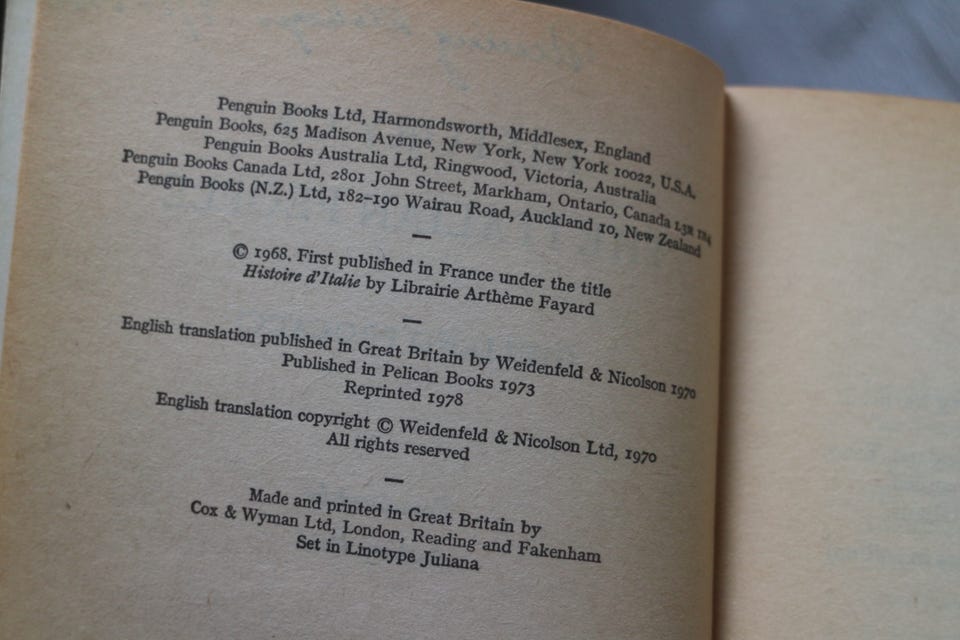 Penguin Books Ltd, Harmondsworth, Middlesex, England
Penguin Books, 625 Madison Avenue, New York, New York 10022, U.S.A.
Penguin Books Australia Ltd, Ringwood, Victoria, Australia
Penguin Books Canada Ltd, 2801 John Street, Markham, Ontario, Canada L3R 1B4
Penguin Books (N.Z.) Ltd, 182–190 Wairau Road, Auckland 10, New Zealand
—
© 1968. First published in France under the title
Histoire d'Italie by Librairie Arthème Fayard
—
English translation published in Great Britain by Weidenfeld & Nicolson 1970
Published in Pelican Books 1973
Reprinted 1978
English translation copyright © Weidenfeld & Nicolson Ltd, 1970
All rights reserved
—
Made and printed in Great Britain by
Cox & Wyman Ltd, London, Reading and Fakenham
Set in Linotype Juliana